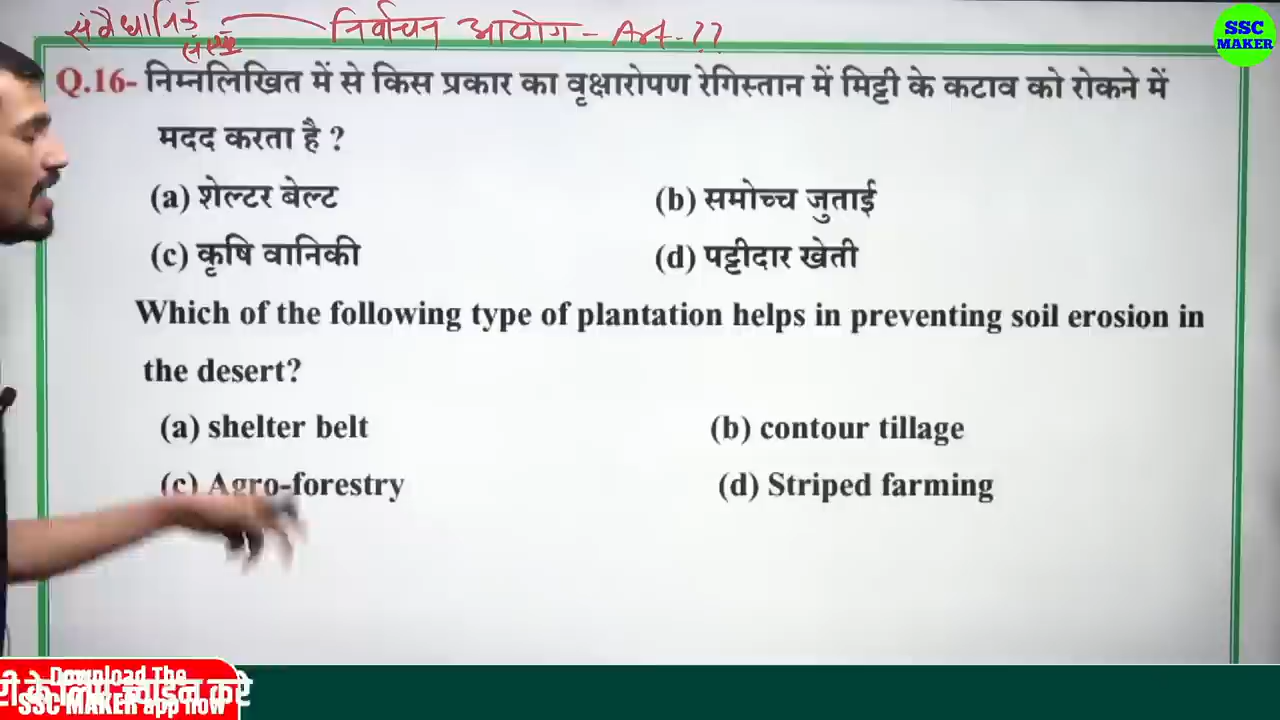 संवैधानिक निर्वाचन आयोग - Art - ??
SSC
MAKER
Q.16- निम्नलिखित में से किस प्रकार का वृक्षारोपण रेगिस्तान में मिट्टी के कटाव को रोकने में
मदद करता है ?
(a) शेल्टर बेल्ट (b) समोच्च जुताई
(c) कृषि वानिकी (d) पट्टीदार खेती
Which of the following type of plantation helps in preventing soil erosion in
the desert?
(a) shelter belt (b) contour tillage
(c) Agro-forestry (d) Striped farming
Download The
SSC MAKER app now